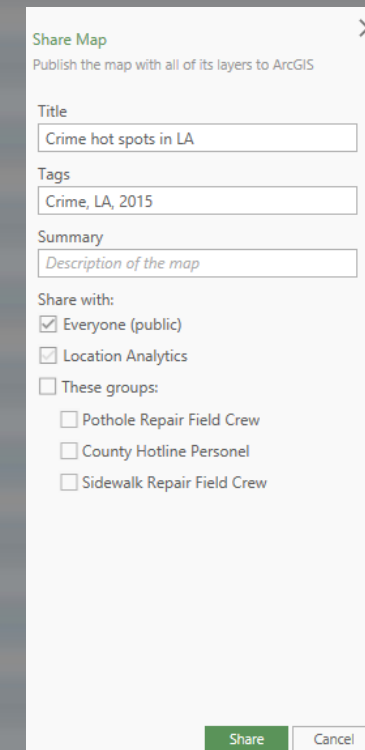 Share Map
Publish the map with all of its layers to ArcGIS
Title
Crime hot spots in LA
Tags
Crime, LA, 2015
Summary
Description of the map
Share with:
Everyone (public)
Location Analytics
These groups:
Pothole Repair Field Crew
County Hotline Personel
Sidewalk Repair Field Crew
Share Cancel